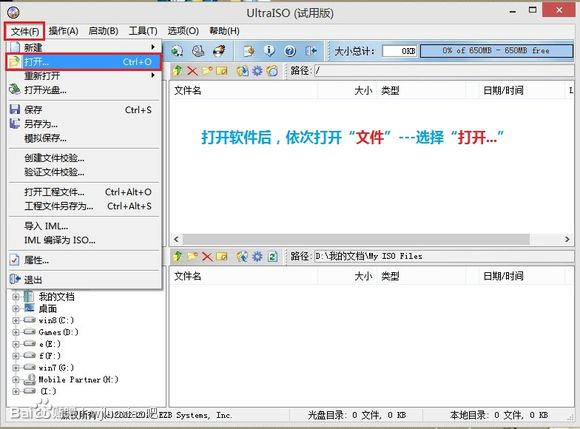 UltraISO (试用版)
文件(F) 操作(A) 启动(B) 工具(T) 选项(O) 帮助(H)
大小总计: 0KB 0% of 650MB - 650MB free
新建
打开... Ctrl+O
重新打开
打开光盘...
保存 Ctrl+S
另存为...
模拟保存...
创建文件校验...
验证文件校验...
打开工程文件... Ctrl+Alt+O
工程文件另存为... Ctrl+Alt+S
导入 IML...
IML 编译为 ISO...
属性...
退出
路径: /
文件名 大小 类型 日期/时间 L
打开软件后，依次打开“文件”---选择“打开...”
路径: D:\我的文档\My ISO Files
文件名 大小 类型 日期/时间
我的文档
桌面
win8(C:)
Games(D:)
e(E:)
f(F:)
win7(G:)
Mobile Partner(H:)
(I:)
EZB Systems, Inc.
光盘目录: 0 文件, 0 KB
本地目录: 0 文件, 0 KB